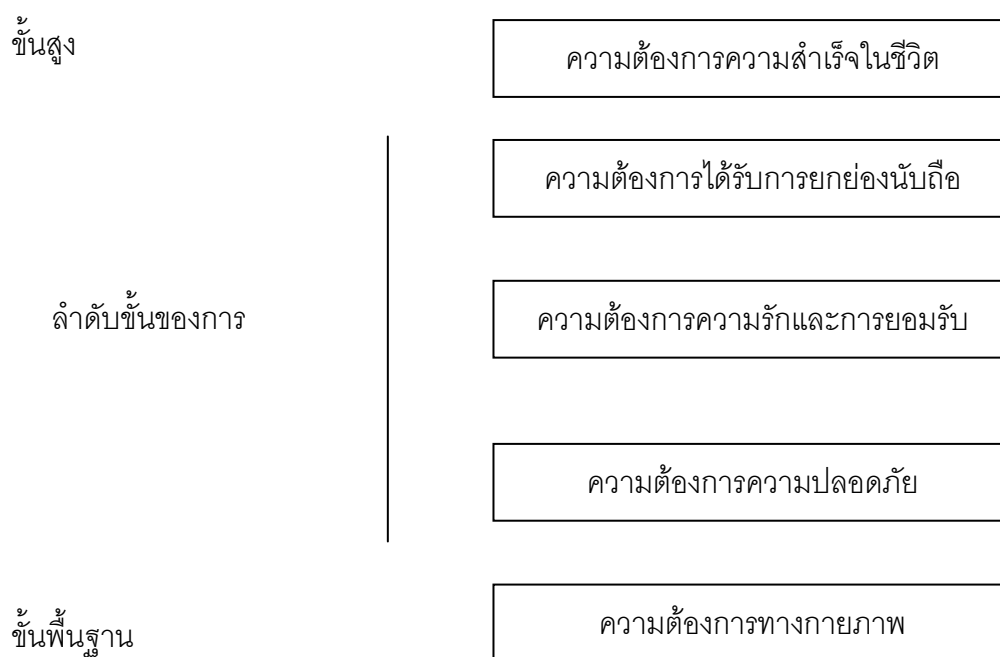 ขั้นสูง
ความต้องการความสำเร็จในชีวิต
ความต้องการได้รับการยกย่องนับถือ
ลำดับขั้นของการ
ความต้องการความรักและการยอมรับ
ความต้องการความปลอดภัย
ขั้นพื้นฐาน
ความต้องการทางกายภาพ